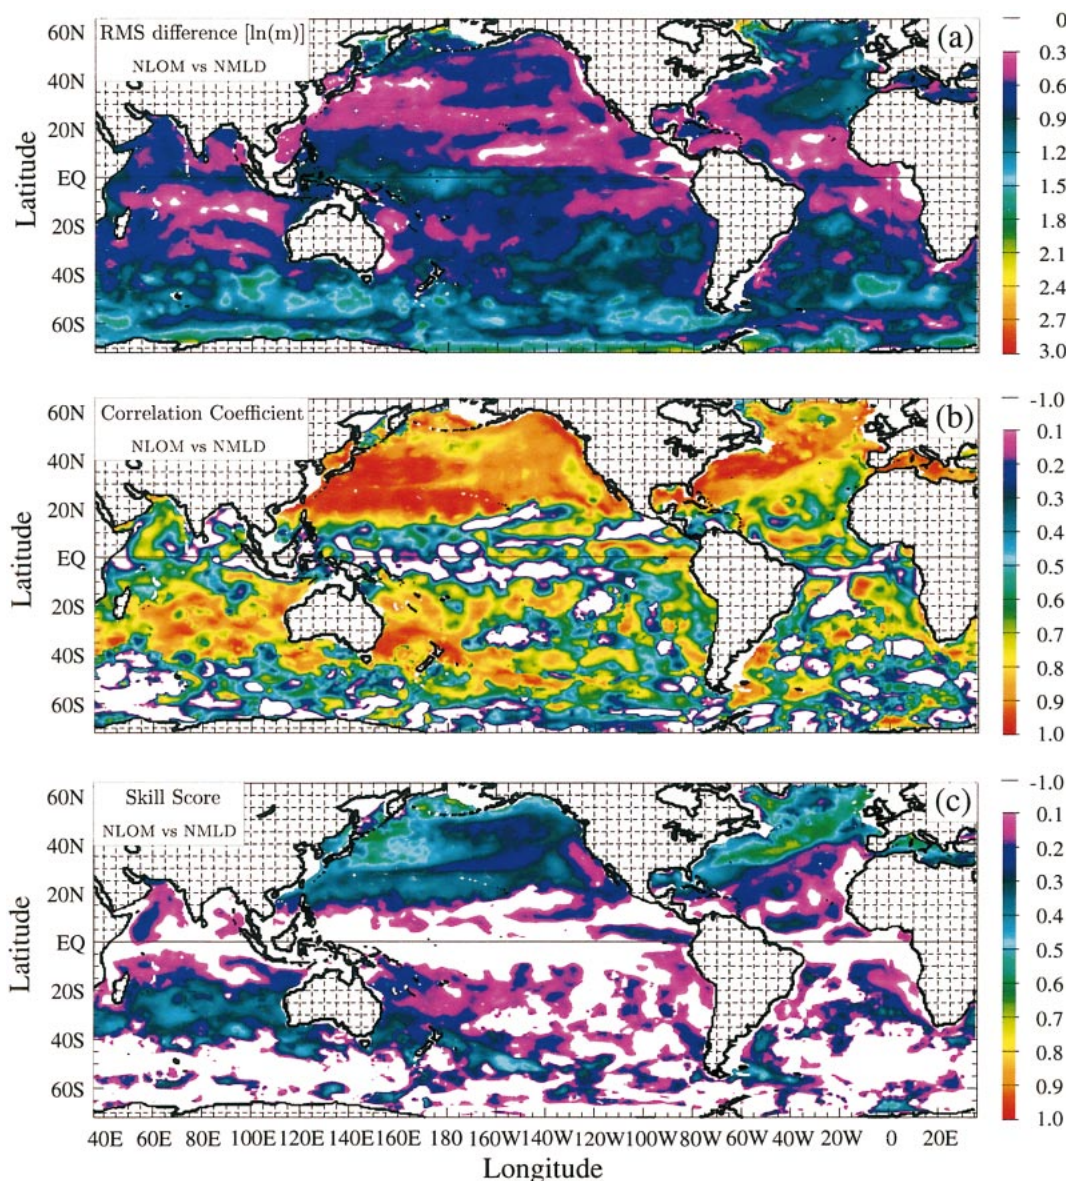 RMS difference [ln(m)]
NLOM vs NMLD
(a)
60N
40N
20N
EQ
20S
40S
60S
Latitude
0
0.3
0.6
0.9
1.2
1.5
1.8
2.1
2.4
2.7
3.0
Correlation Coefficient
NLOM vs NMLD
(b)
60N
40N
20N
EQ
20S
40S
60S
Latitude
-1.0
0.1
0.2
0.3
0.4
0.5
0.6
0.7
0.8
0.9
1.0
Skill Score
NLOM vs NMLD
(c)
60N
40N
20N
EQ
20S
40S
60S
Latitude
-1.0
0.1
0.2
0.3
0.4
0.5
0.6
0.7
0.8
0.9
1.0
40E 60E 80E 100E 120E 140E 160E 180 160W 140W 120W 100W 80W 60W 40W 20W 0 20E
Longitude